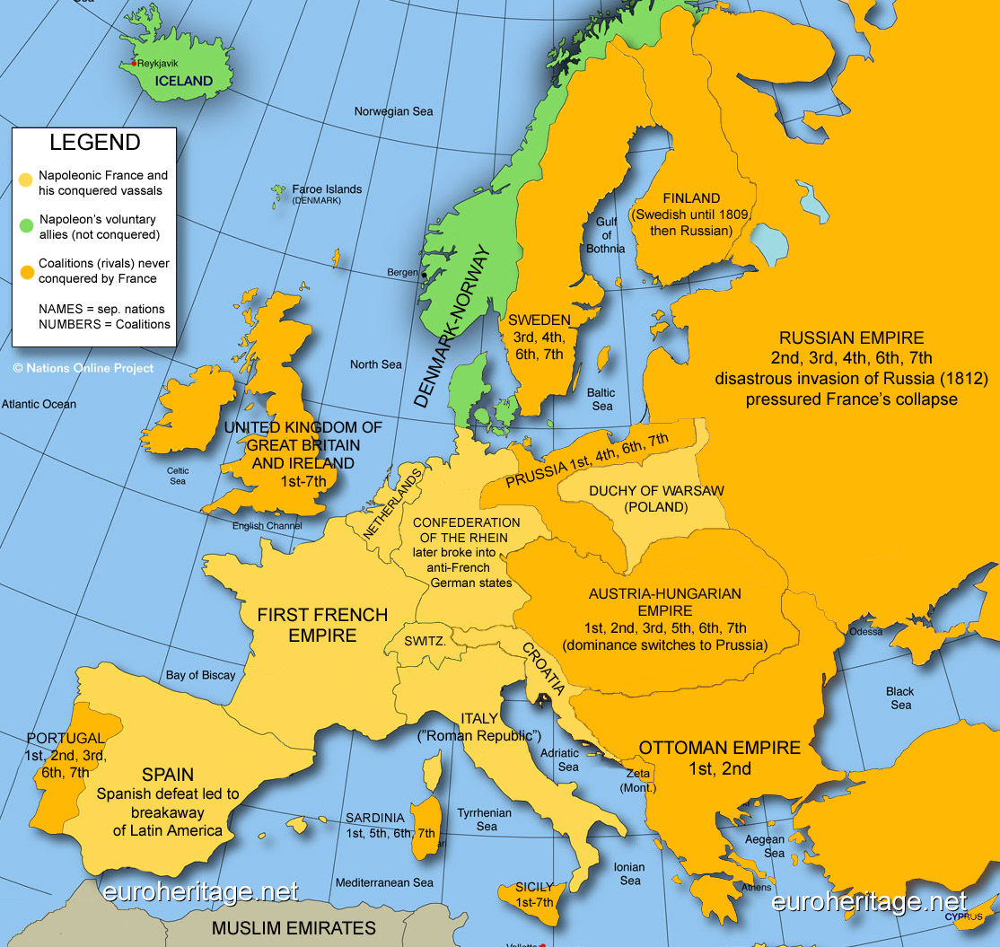 Sea
Reykjavik
ICELAND
Norwegian Sea
LEGEND
Napoleonic France and
his conquered vassals
Napoleon's voluntary
allies (not conquered)
Coalitions (rivals) never
conquered by France
NAMES = sep. nations
NUMBERS = Coalitions
© Nations Online Project
Faroe Islands
(DENMARK)
Bergen
DENMARK-NORWAY
FINLAND
(Swedish until 1809,
then Russian)
Gulf
of
Bothnia
SWEDEN
3rd, 4th,
6th, 7th
RUSSIAN EMPIRE
2nd, 3rd, 4th, 6th, 7th
disastrous invasion of Russia (1812)
pressured France's collapse
North Sea
Atlantic Ocean
Baltic
Sea
UNITED KINGDOM OF
GREAT BRITAIN
AND IRELAND
1st-7th
Celtic
Sea
English Channel
PRUSSIA 1st, 4th, 6th, 7th
DUCHY OF WARSAW
(POLAND)
NETHERLANDS
CONFEDERATION
OF THE RHEIN
later broke into
anti-French
German states
AUSTRIA-HUNGARIAN
EMPIRE
1st, 2nd, 3rd, 5th, 6th, 7th
(dominance switches to Prussia)
FIRST FRENCH
EMPIRE
SWITZ.
CROATIA
Odessa
Bay of Biscay
Black
Sea
ITALY
("Roman Republic")
Adriatic
Sea
OTTOMAN EMPIRE
1st, 2nd
Zeta
(Mont.)
PORTUGAL
1st, 2nd, 3rd,
6th, 7th
SPAIN
Spanish defeat led to
breakaway
of Latin America
SARDINIA
1st, 5th, 6th, 7th
Tyrrhenian
Sea
Aegean
Sea
Ionian
Sea
Mediterranean Sea
SICILY
1st-7th
Athens
euroheritage.net
euroheritage.net
CYPRUS
MUSLIM EMIRATES
Valletta